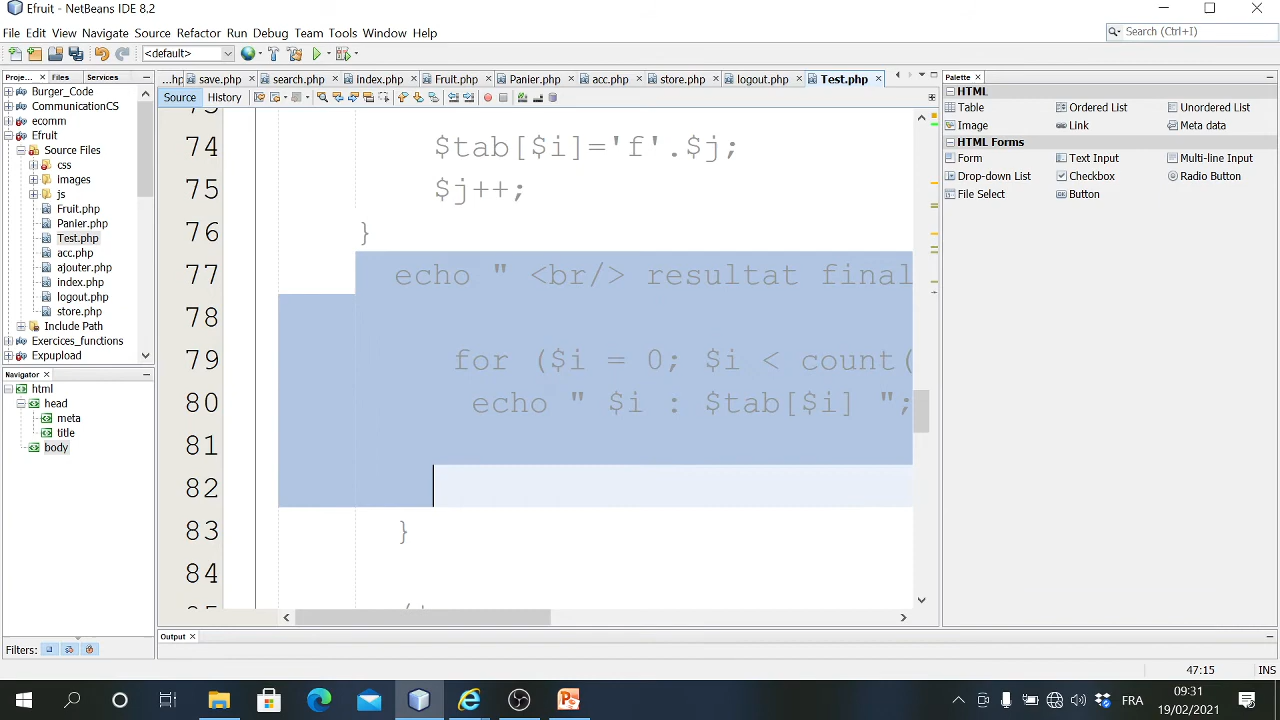 Efruit - NetBeans IDE 8.2
File Edit View Navigate Source Refactor Run Debug Team Tools Window Help
Search (Ctrl+I)
<default>
Proje... Files Services
...hp save.php search.php index.php Fruit.php Panier.php acc.php store.php logout.php Test.php
Palette
Source History
Burger_Code
CommunicationCS
ecomm
Efruit
Source Files
css
Images
js
Fruit.php
Panier.php
Test.php
acc.php
ajouter.php
index.php
logout.php
store.php
Include Path
Exercices_functions
Expupload
74 $tab[$i]='f'.$j;
75 $j++;
76 }
77 echo " <br/> resultat final
78
79 for ($i = 0; $i < count(
80 echo " $i : $tab[$i] ";
81
82
83 }
84
HTML
Table Ordered List Unordered List
Image Link Meta data
HTML Forms
Form Text Input Multi-line Input
Drop-down List Checkbox Radio Button
File Select Button
Navigator
html
head
meta
title
body
Filters:
Output
47:15 INS
FRA
09:31
19/02/2021